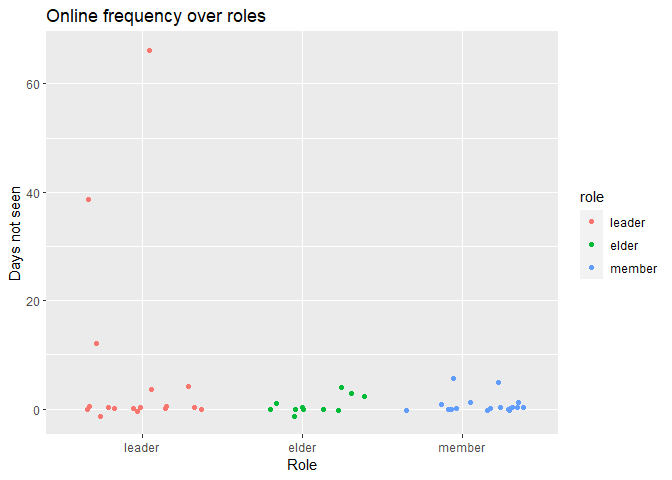 Online frequency over roles
Days not seen
60
40
20
0
leader
elder
member
Role
role
leader
elder
member